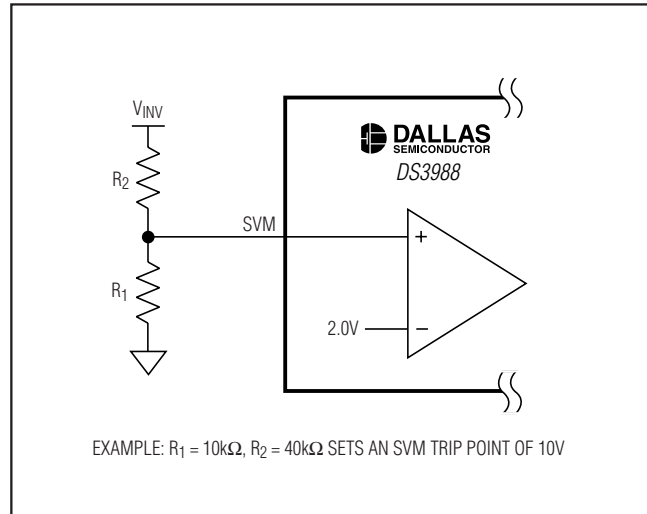 V_INV
DALLAS
SEMICONDUCTOR
DS3988
R₂
SVM
+
R₁
2.0V
−
EXAMPLE: R₁ = 10kΩ, R₂ = 40kΩ SETS AN SVM TRIP POINT OF 10V